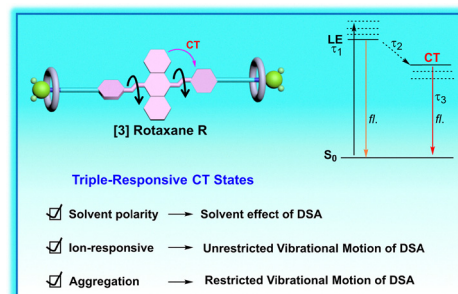 CT
[3] Rotaxane R
LE
τ1
τ2
CT
τ3
fl.
fl.
S0
Triple-Responsive CT States
Solvent polarity → Solvent effect of DSA
Ion-responsive → Unrestricted Vibrational Motion of DSA
Aggregation → Restricted Vibrational Motion of DSA